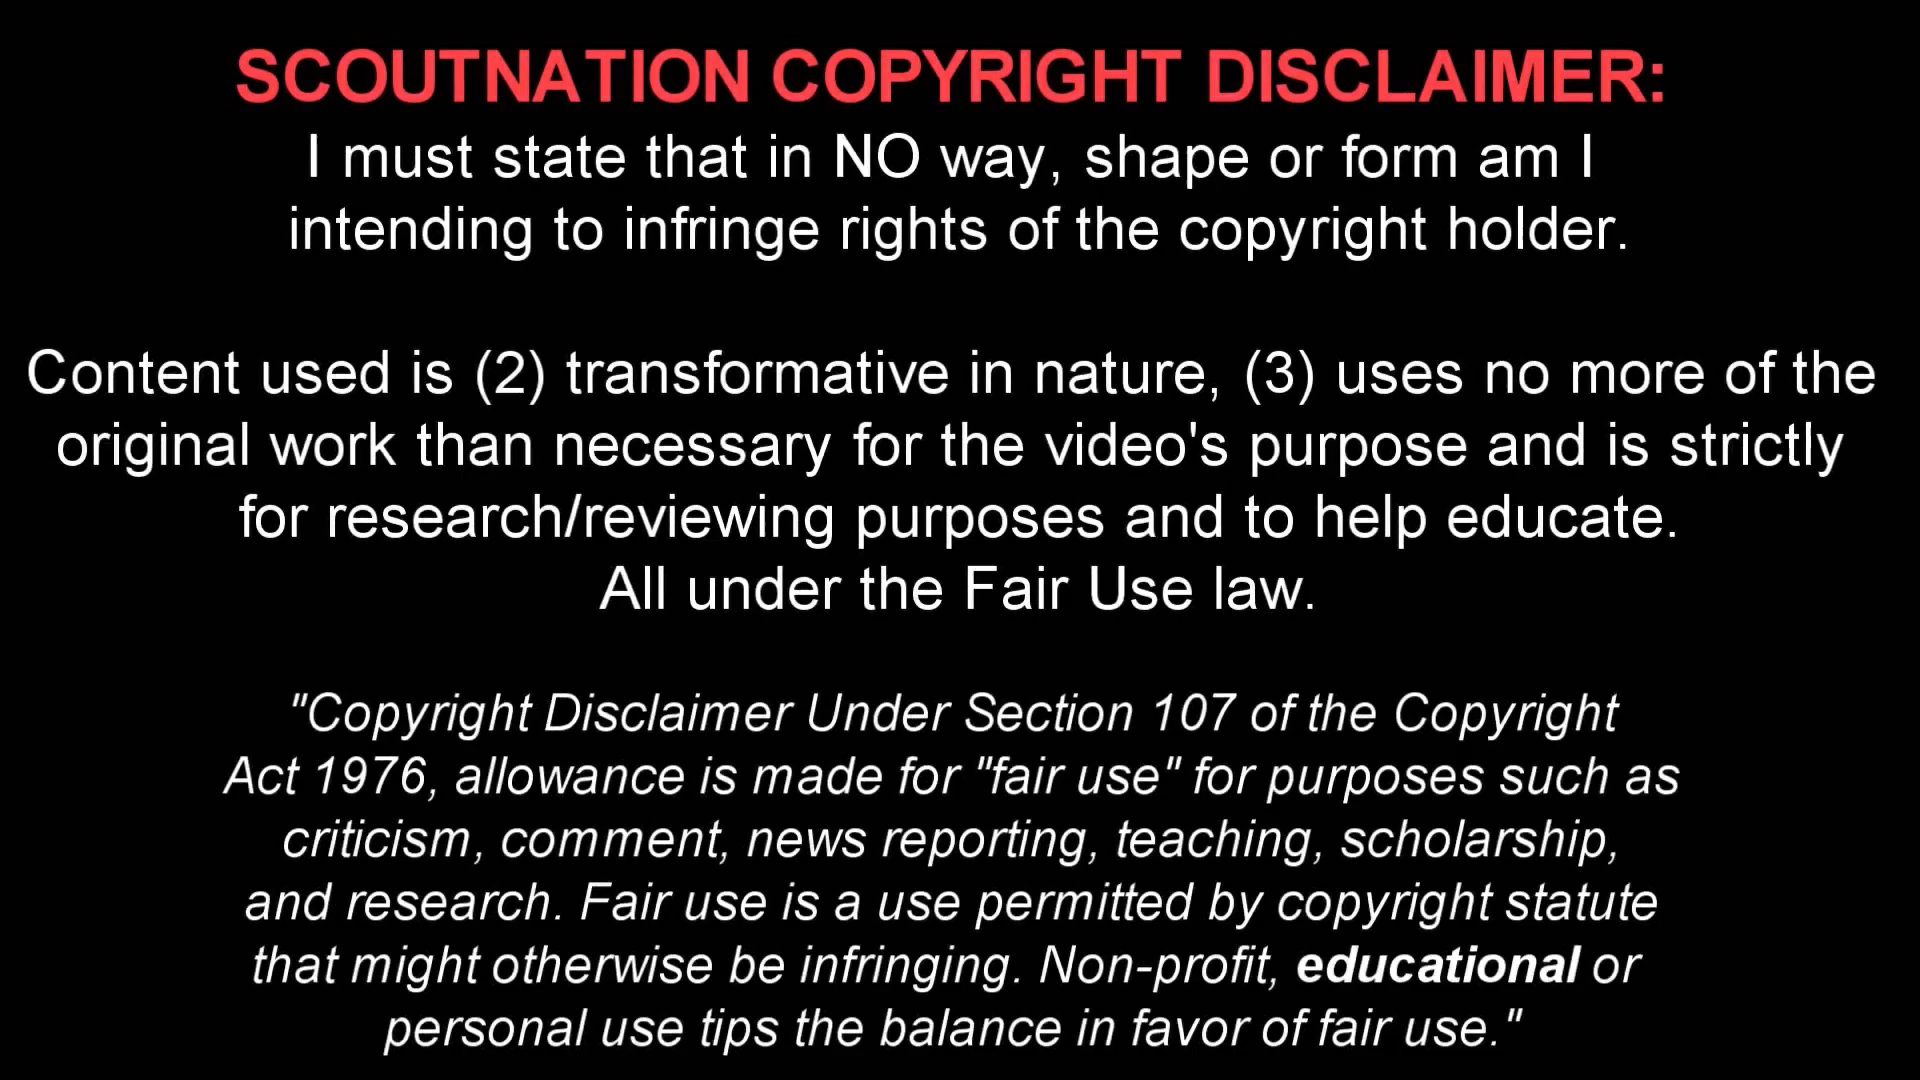 SCOUTNATION COPYRIGHT DISCLAIMER:
I must state that in NO way, shape or form am I
intending to infringe rights of the copyright holder.
Content used is (2) transformative in nature, (3) uses no more of the
original work than necessary for the video's purpose and is strictly
for research/reviewing purposes and to help educate.
All under the Fair Use law.
"Copyright Disclaimer Under Section 107 of the Copyright
Act 1976, allowance is made for "fair use" for purposes such as
criticism, comment, news reporting, teaching, scholarship,
and research. Fair use is a use permitted by copyright statute
that might otherwise be infringing. Non-profit, educational or
personal use tips the balance in favor of fair use."